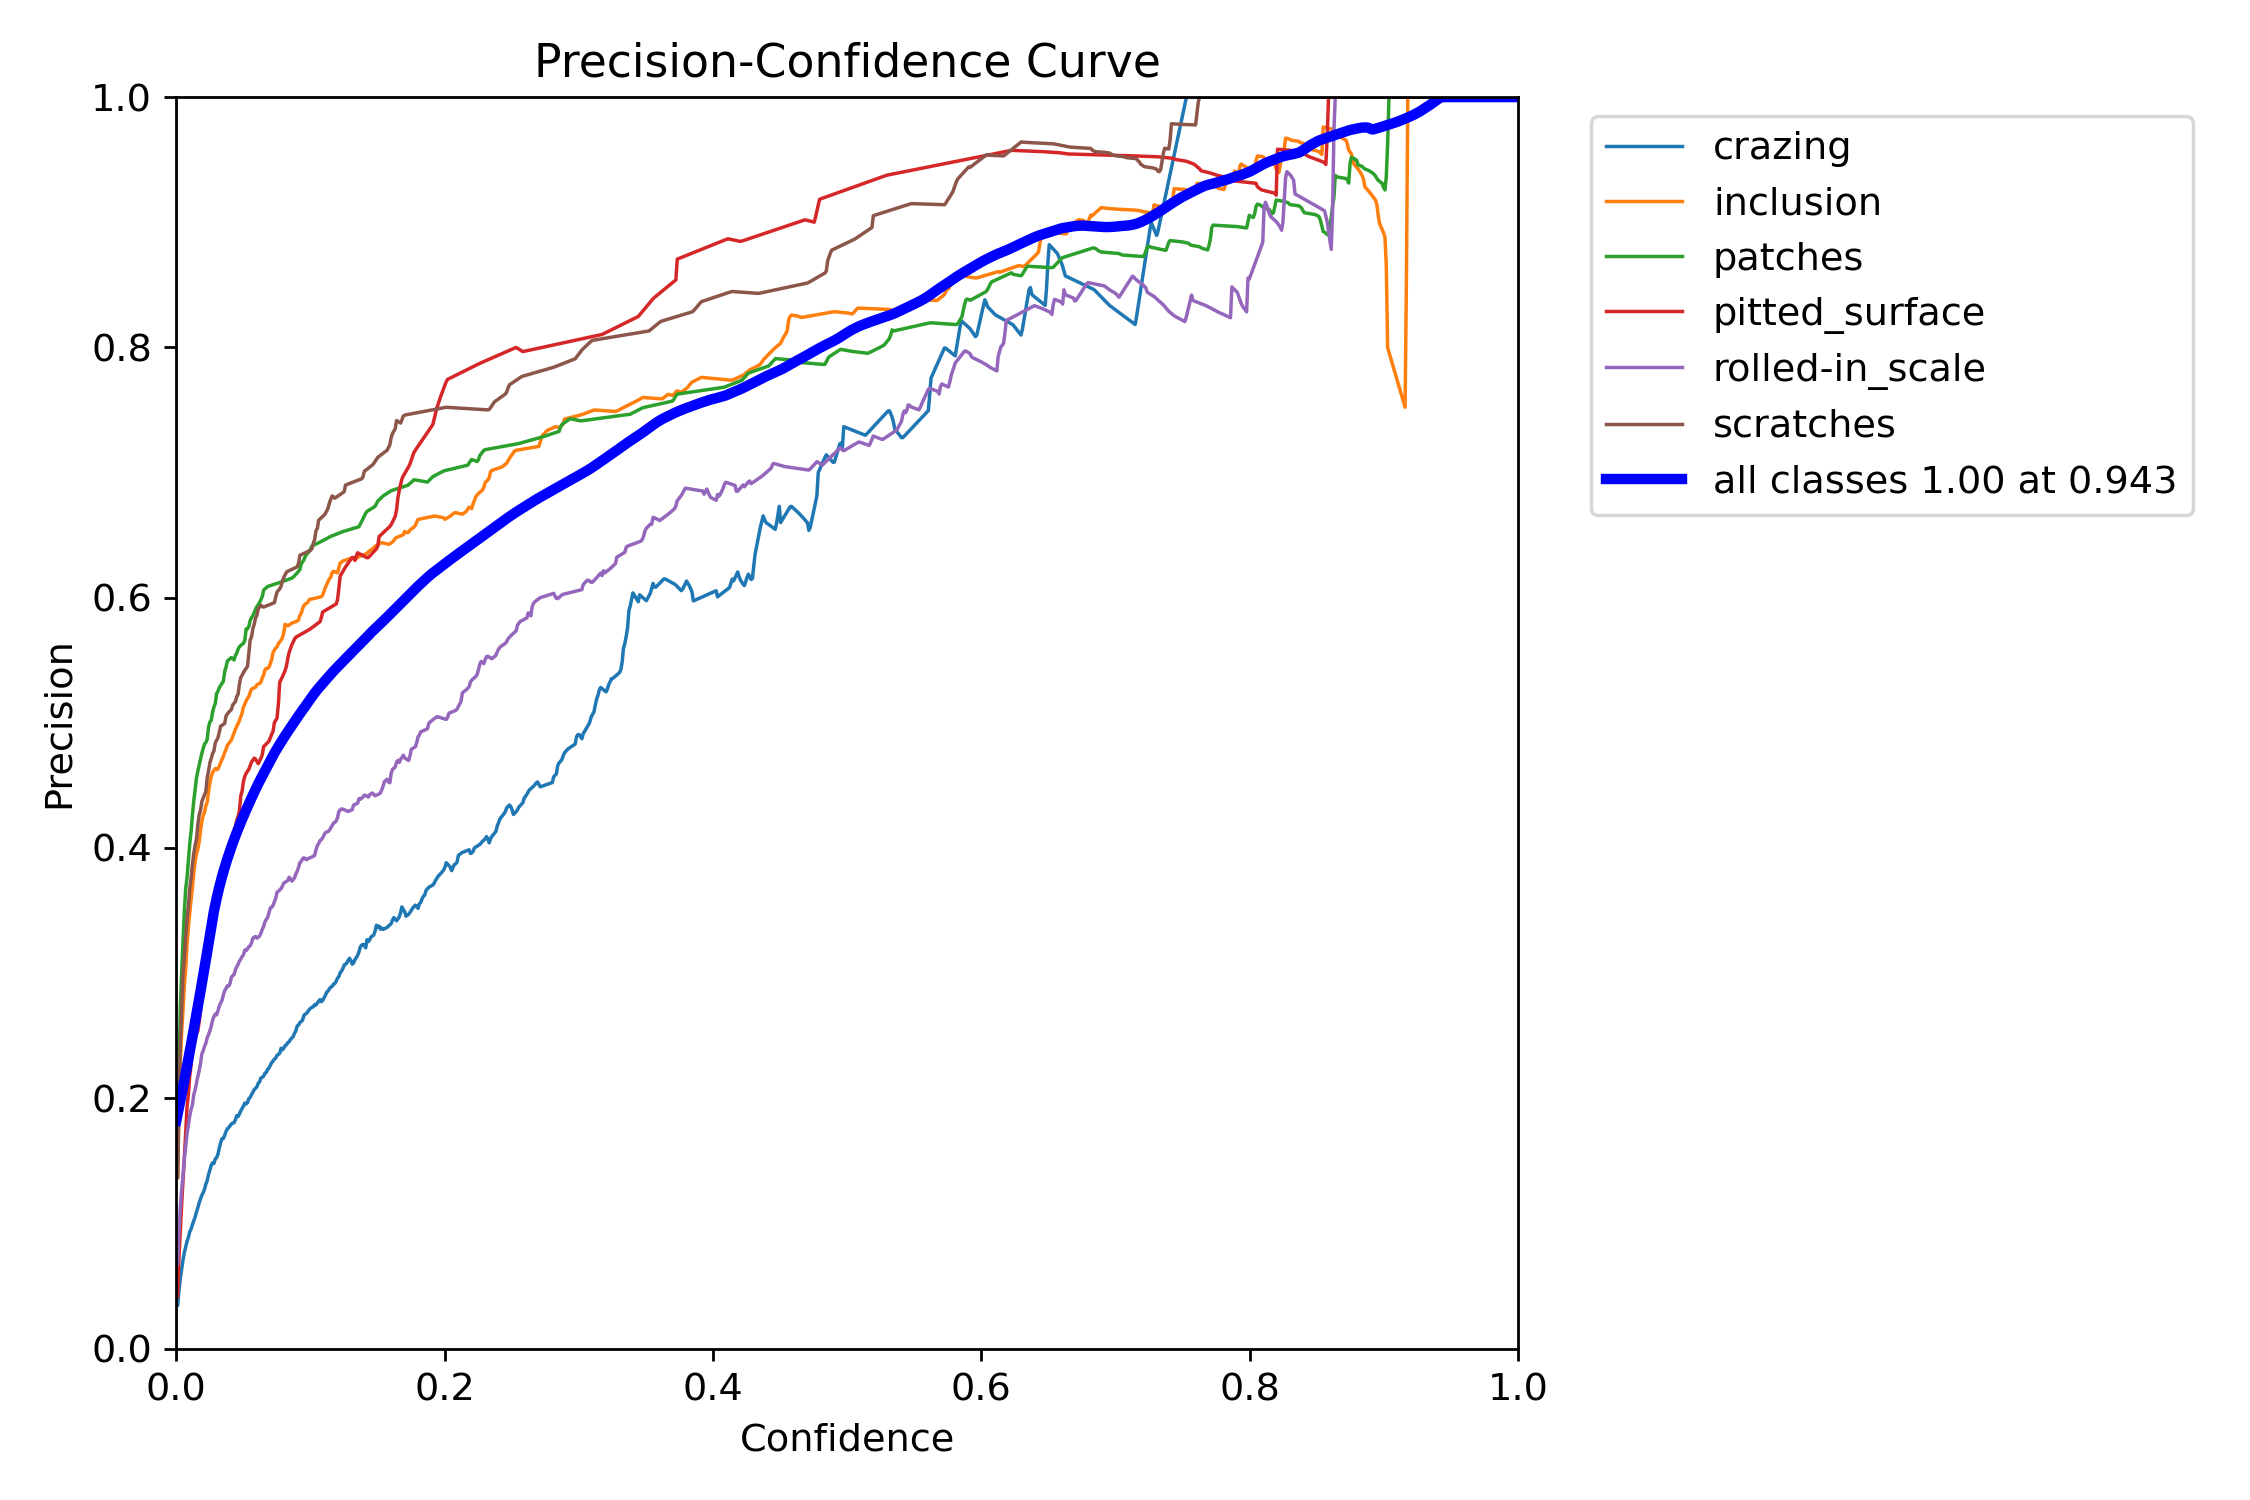 Precision-Confidence Curve
1.0
0.8
0.6
0.4
0.2
0.0
Precision
0.0 0.2 0.4 0.6 0.8 1.0
Confidence
crazing
inclusion
patches
pitted_surface
rolled-in_scale
scratches
all classes 1.00 at 0.943